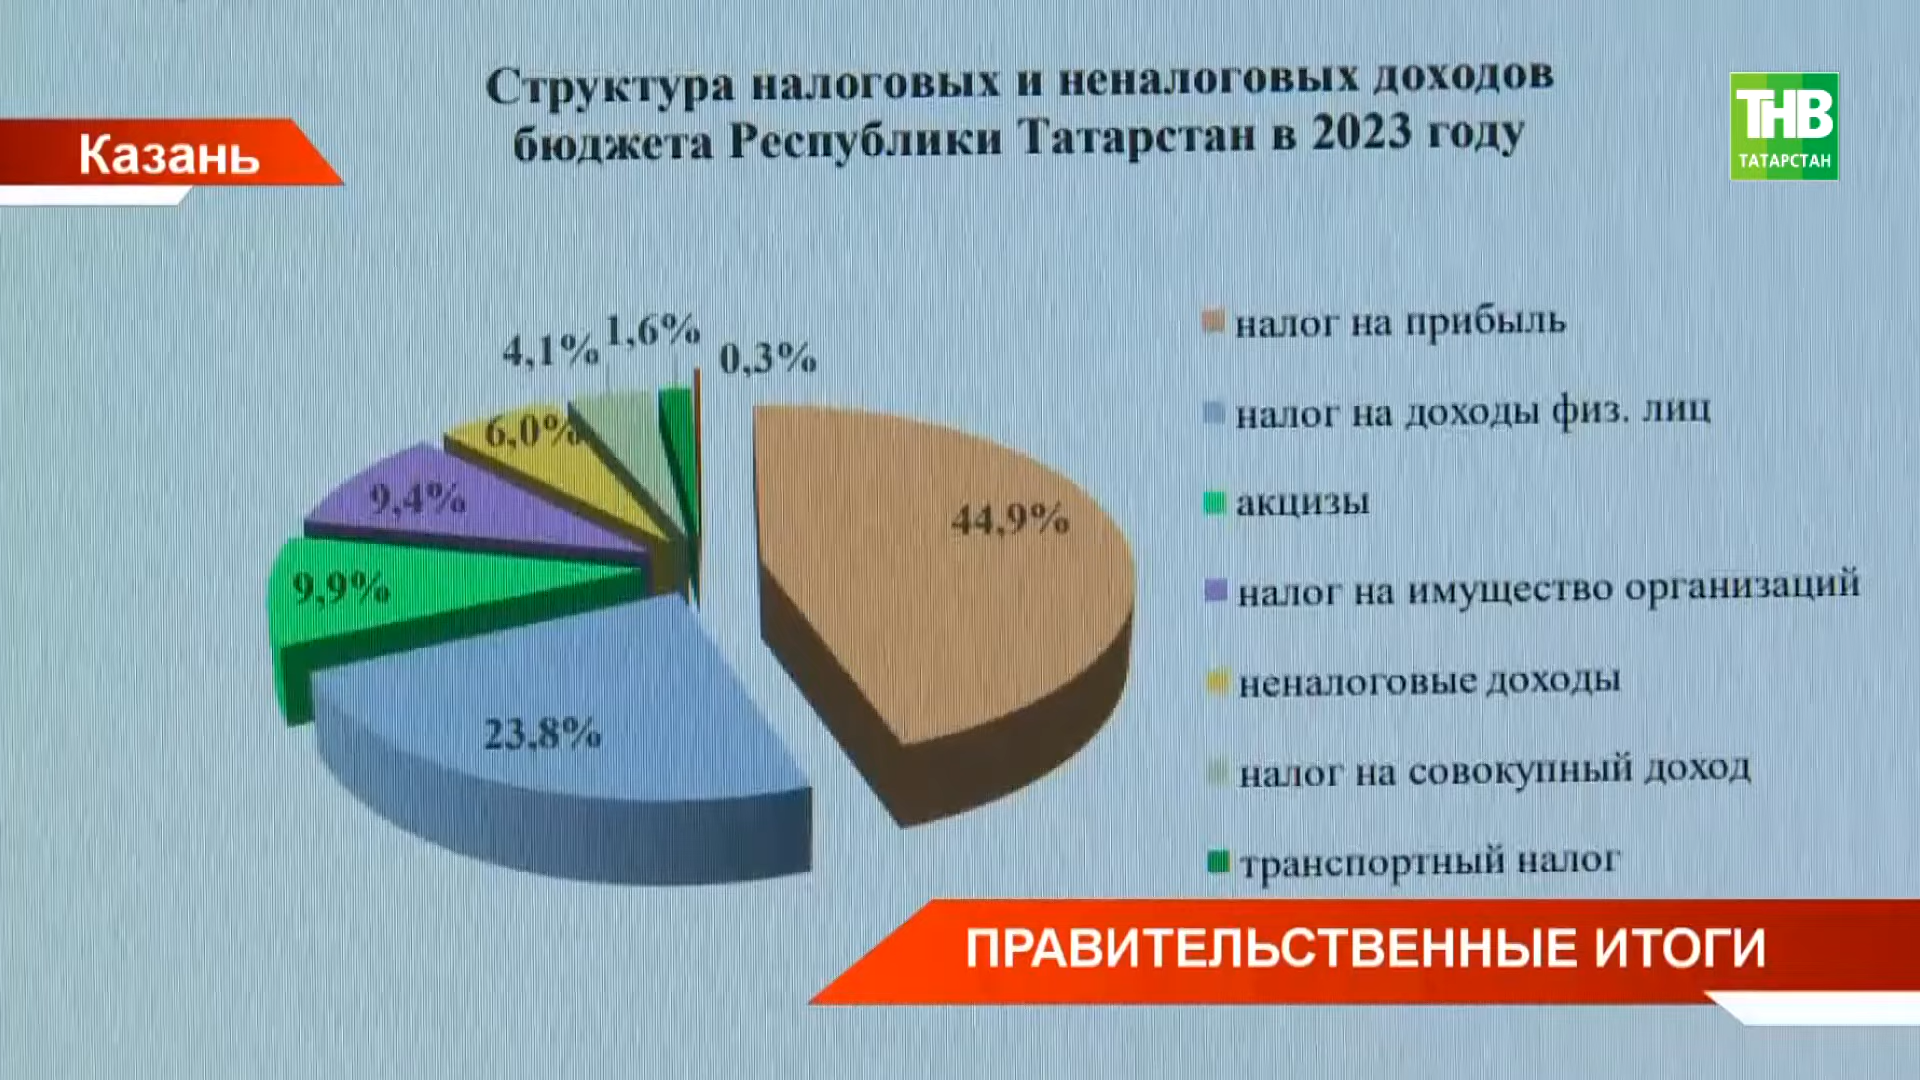 Структура налоговых и неналоговых доходов
бюджета Республики Татарстан в 2023 году
Казань
ТНВ
ТАТАРСТАН
4,1%
1,6%
0,3%
6,0%
9,4%
9,9%
44,9%
23,8%
налог на прибыль
налог на доходы физ. лиц
акцизы
налог на имущество организаций
неналоговые доходы
налог на совокупный доход
транспортный налог
ПРАВИТЕЛЬСТВЕННЫЕ ИТОГИ